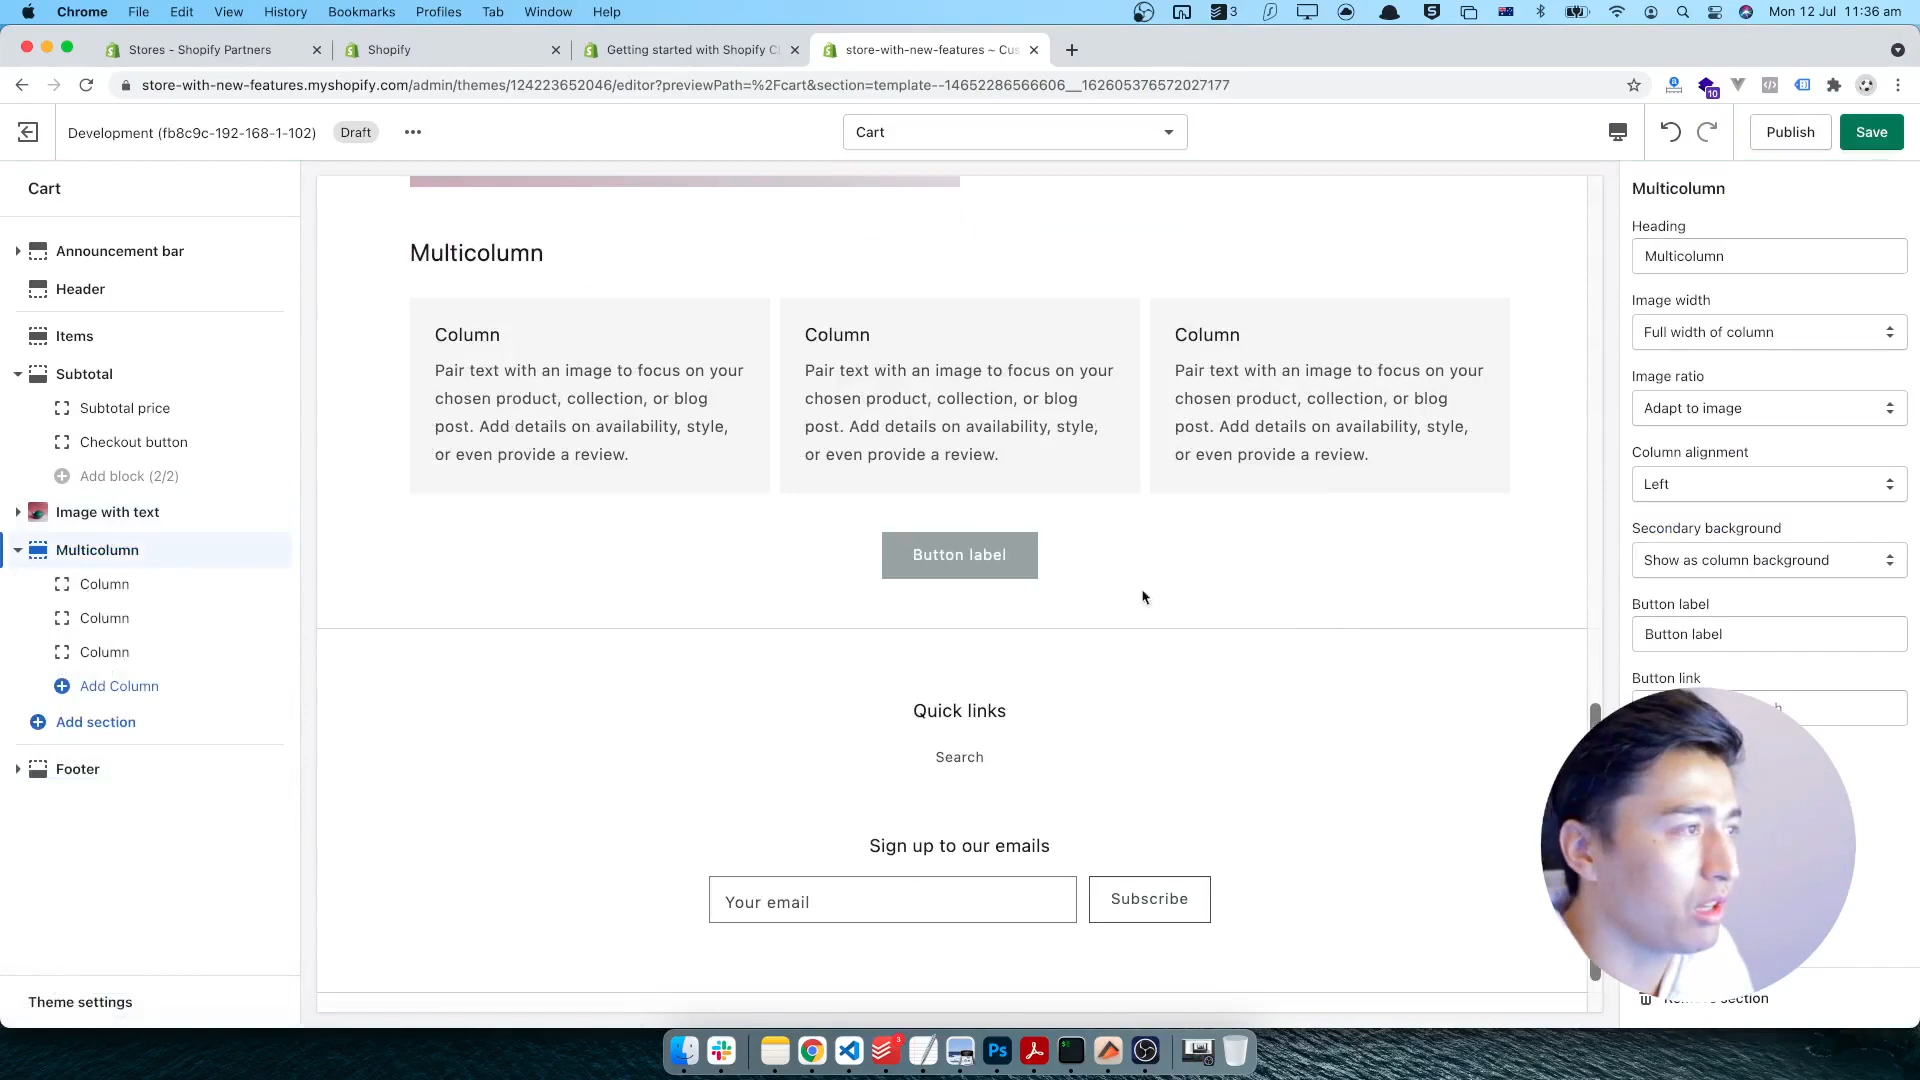 Chrome File Edit View History Bookmarks Profiles Tab Window Help 3 Mon 12 Jul 11:36 am
Stores - Shopify Partners
Shopify
Getting started with Shopify C
store-with-new-features ~ Cus
store-with-new-features.myshopify.com/admin/themes/124223652046/editor?previewPath=%2Fcart&section=template--14652286566606__162605376572027177
10
Development (fb8c9c-192-168-1-102) Draft
Cart
Publish
Save
Cart
Announcement bar
Header
Items
Subtotal
Subtotal price
Checkout button
Add block (2/2)
Image with text
Multicolumn
Column
Column
Column
Add Column
Add section
Footer
Theme settings
Multicolumn
Column
Pair text with an image to focus on your
chosen product, collection, or blog
post. Add details on availability, style,
or even provide a review.
Column
Pair text with an image to focus on your
chosen product, collection, or blog
post. Add details on availability, style,
or even provide a review.
Column
Pair text with an image to focus on your
chosen product, collection, or blog
post. Add details on availability, style,
or even provide a review.
Button label
Quick links
Search
Sign up to our emails
Your email
Subscribe
Multicolumn
Heading
Multicolumn
Image width
Full width of column
Image ratio
Adapt to image
Column alignment
Left
Secondary background
Show as column background
Button label
Button label
Button link
section
3
Ps